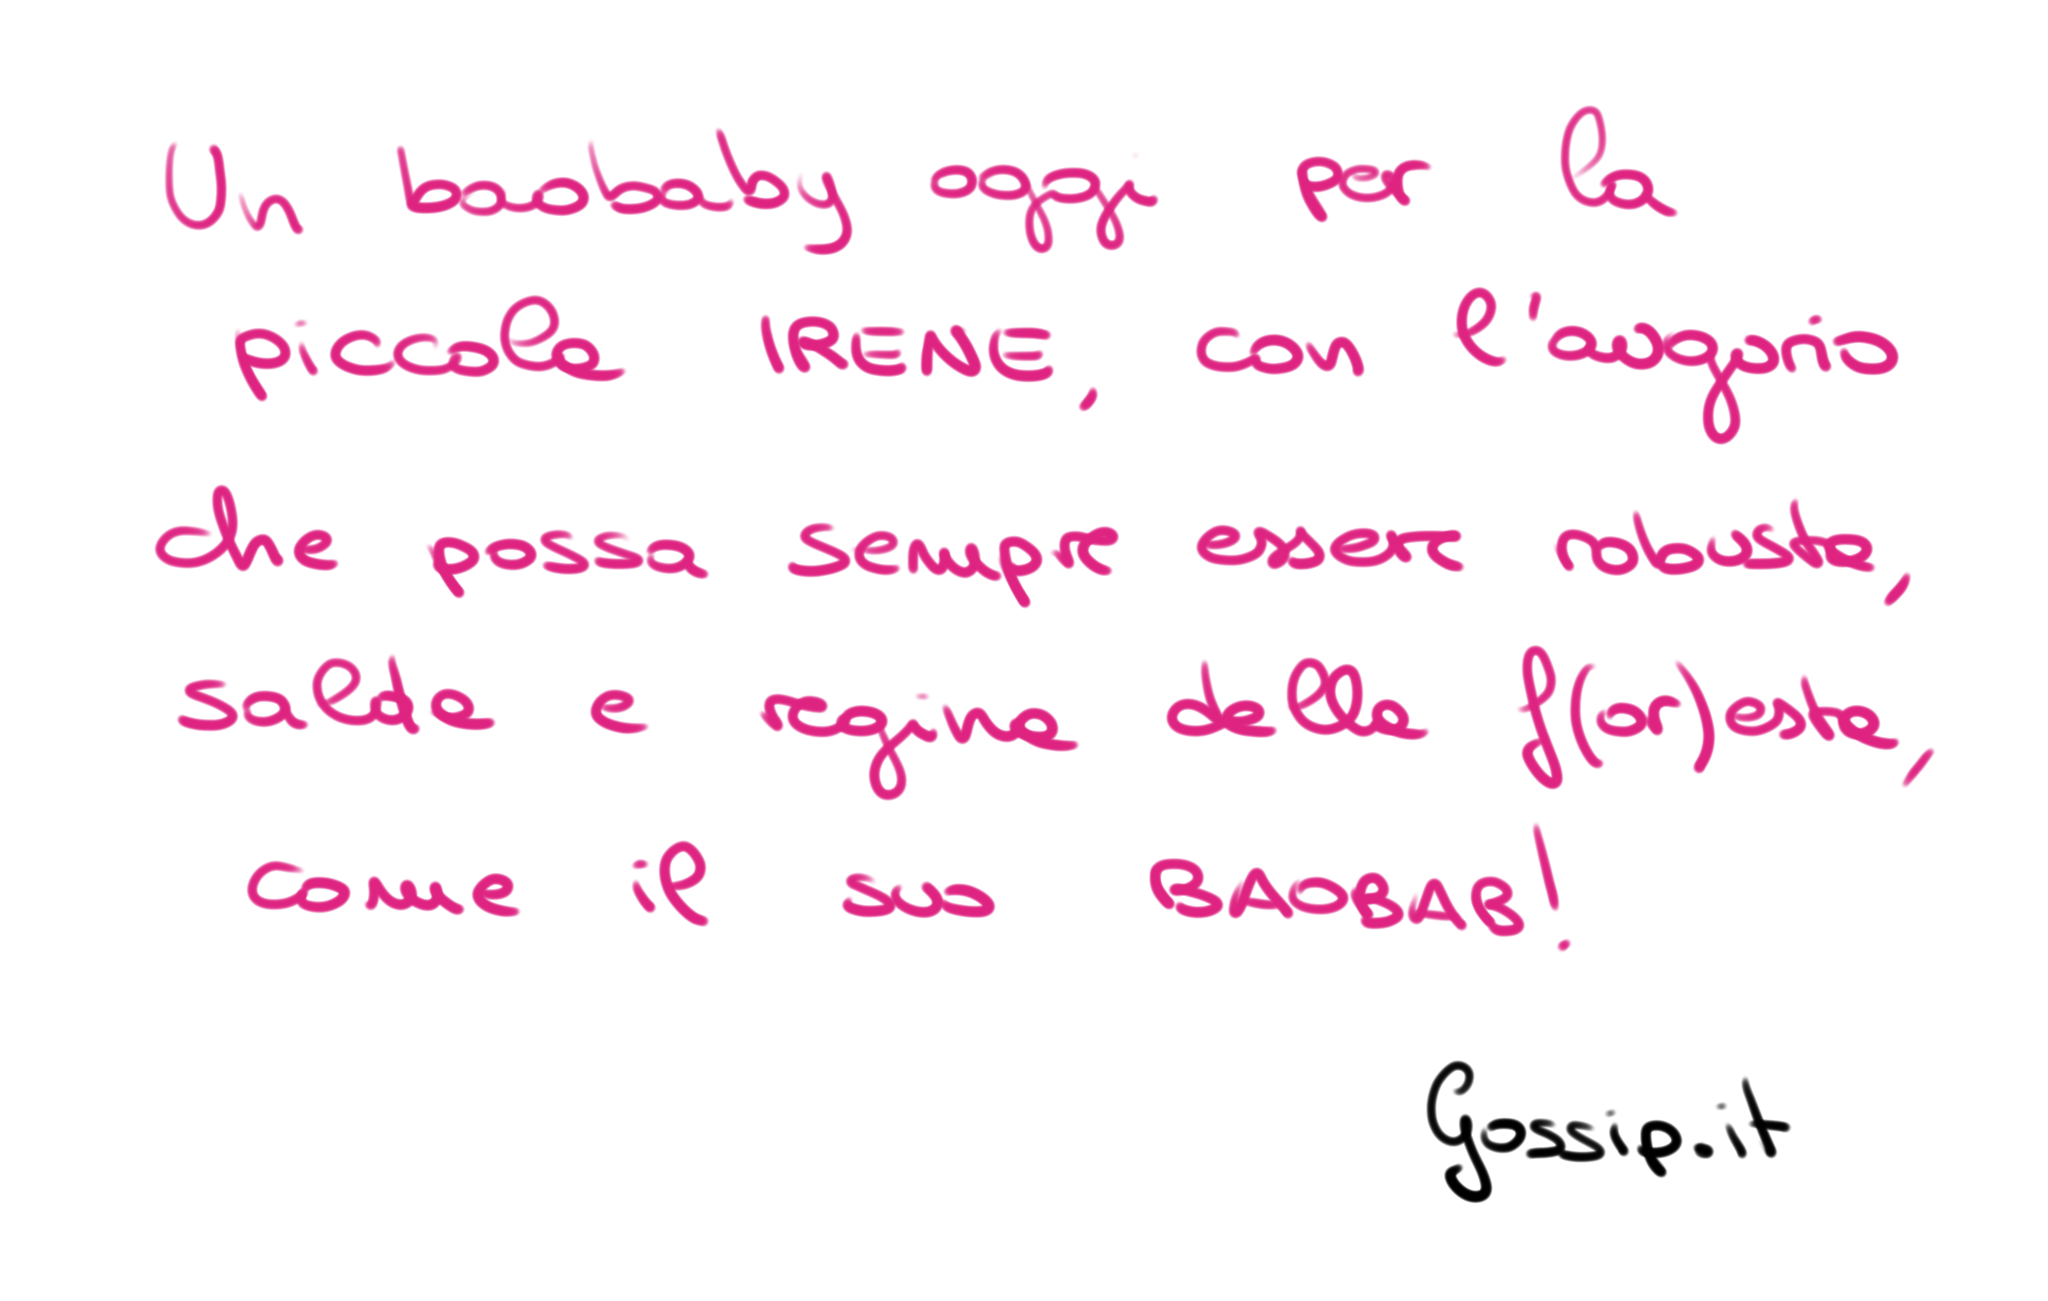 Un baobaby oggi per la
piccola IRENE, con l'augurio
che possa sempre essere robusta,
salda e regina della f(or)esta,
come il suo BAOBAB!
Gossip.it